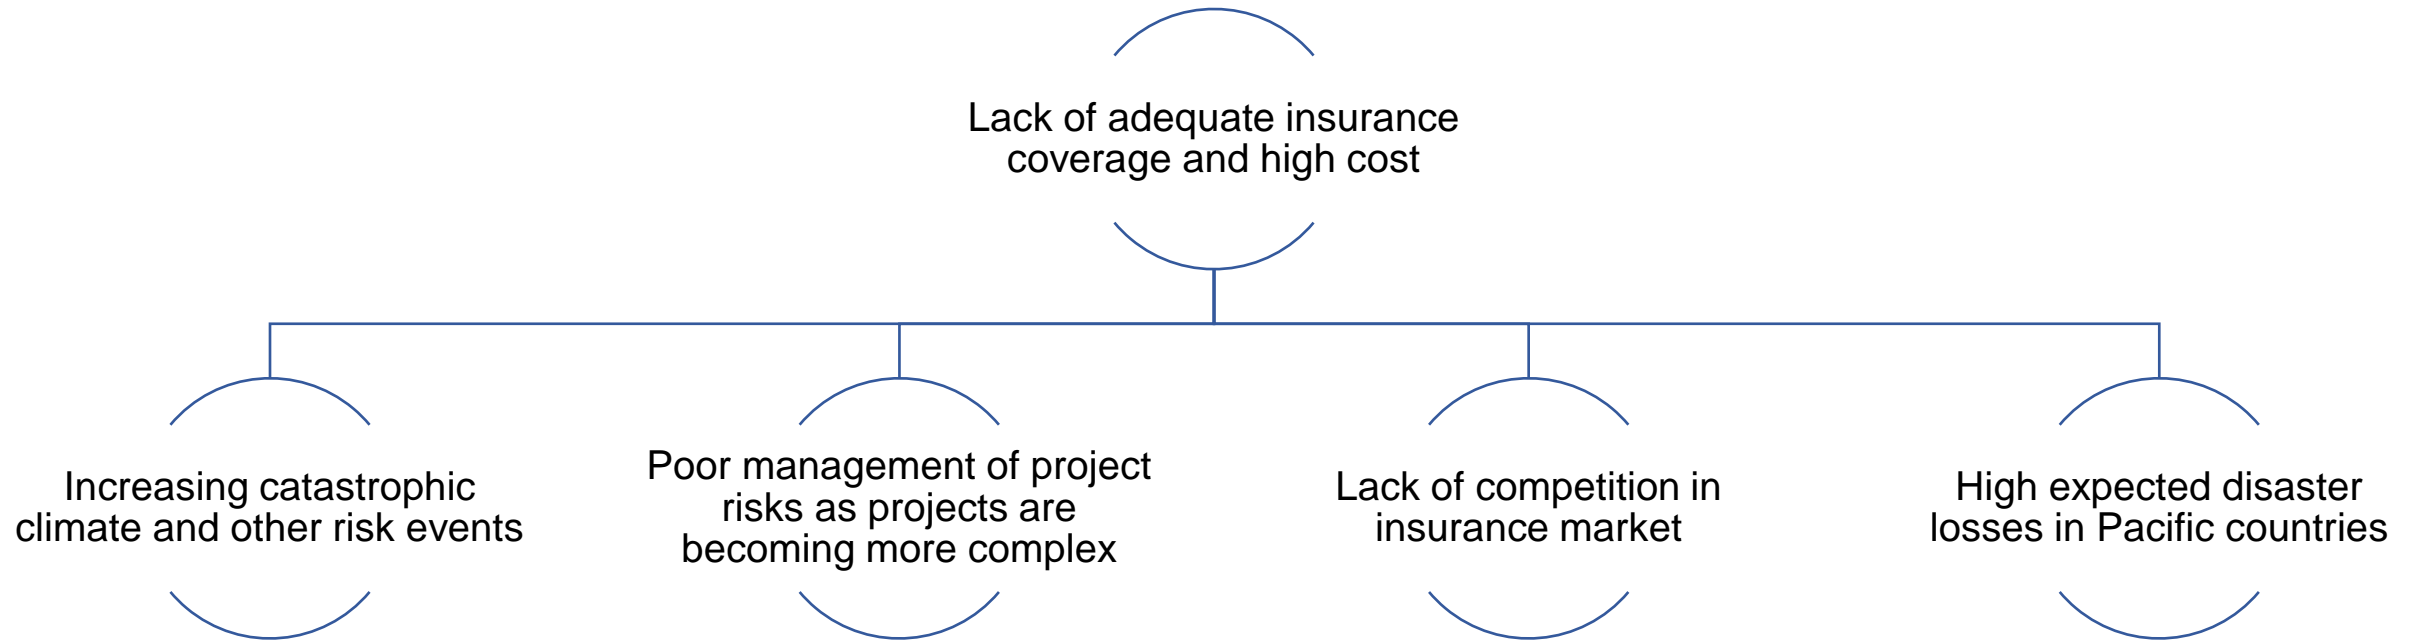 Lack of adequate insurance
coverage and high cost
Increasing catastrophic
climate and other risk events
Poor management of project
risks as projects are
becoming more complex
Lack of competition in
insurance market
High expected disaster
losses in Pacific countries